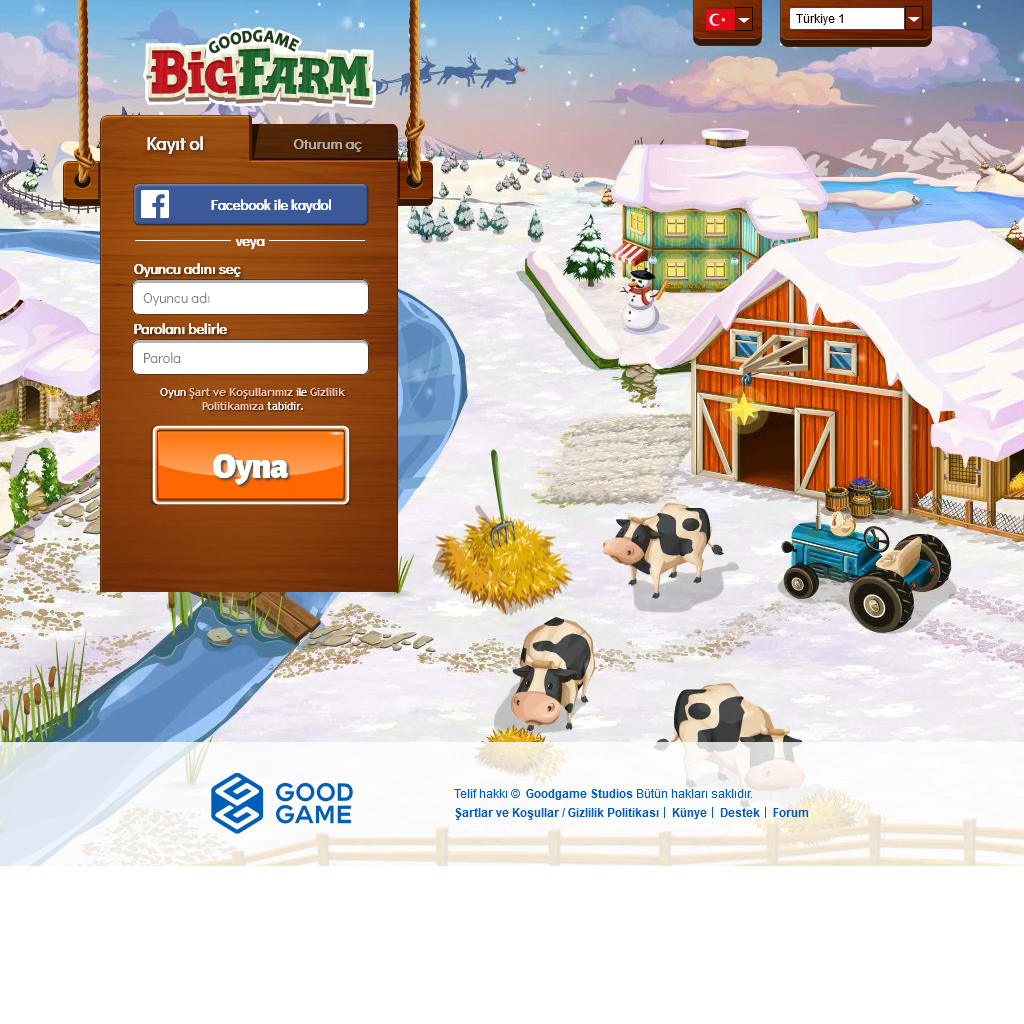 GOODGAME
BIGFARM
Türkiye 1
Kayıt ol
Oturum aç
Facebook ile kaydol
veya
Oyuncu adını seç
Oyuncu adı
Parolanı belirle
Parola
Oyun Şart ve Koşullarımız ile Gizlilik
Politikamıza tabidir.
Oyna
GOOD
GAME
Telif hakkı © Goodgame Studios Bütün hakları saklıdır.
Şartlar ve Koşullar / Gizlilik Politikası | Künye | Destek | Forum